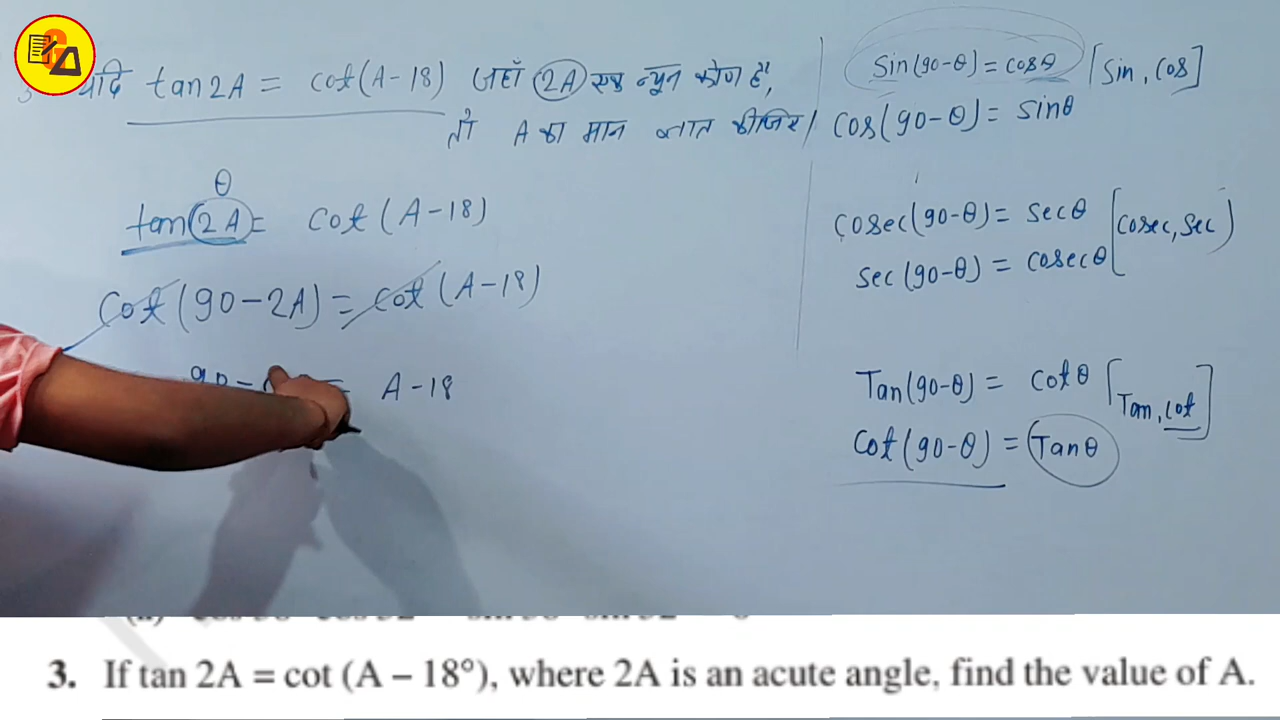 यदि tan 2A = cot (A-18) जहाँ 2A एक न्यून कोण है,
तो A का मान ज्ञात कीजिए।
θ
tan (2A) = cot (A-18)
Cot (90-2A) = cot (A-18)
90 - = A-18
Sin(90-θ) = cosθ [Sin, Cos]
Cos(90-θ) = sinθ
Cosec(90-θ) = secθ [Cosec, Sec]
Sec(90-θ) = cosecθ
Tan(90-θ) = cotθ [Tan, cot]
Cot(90-θ) = Tanθ
3. If tan 2A = cot (A – 18°), where 2A is an acute angle, find the value of A.